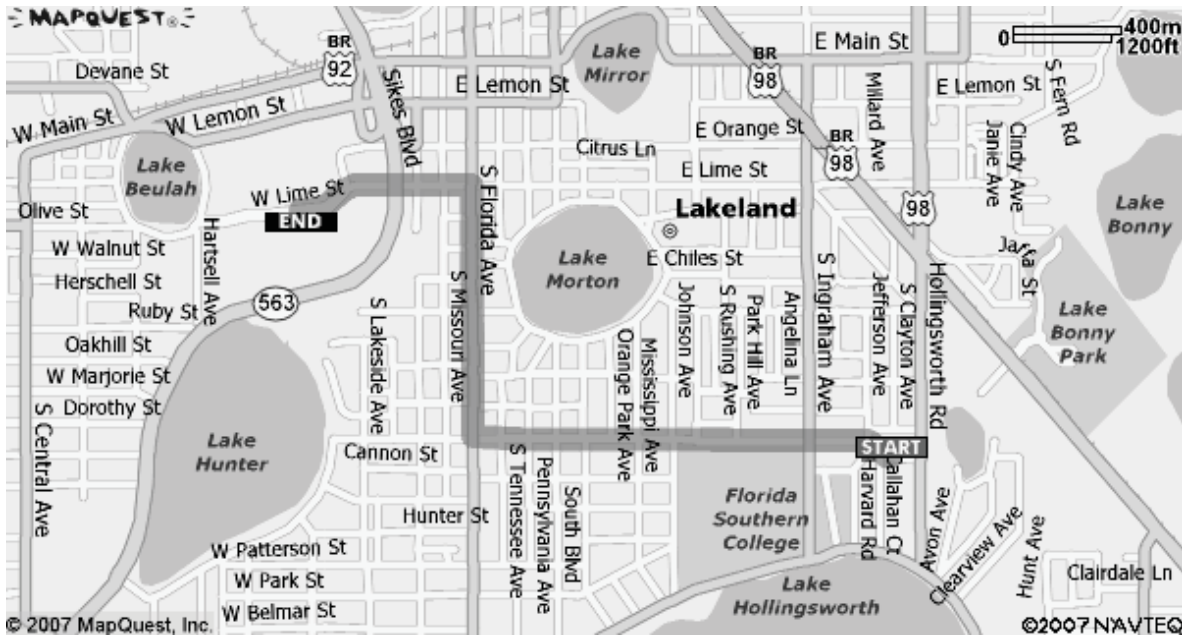 MAPQUEST®
400m
0
1200ft
BR
92
Devane St
Sikes Blvd
E Lemon St
Lake
Mirror
BR
98
E Main St
Millard Ave
E Lemon St
S Fern Rd
W Main St
W Lemon St
E Orange St
BR
98
Citrus Ln
Cindy Ave
Janie Ave
Lake
Beulah
E Lime St
W Lime St
S Florida Ave
Lakeland
98
Lake
Bonny
Olive St
END
W Walnut St
Hartsell Ave
Lake
Morton
E Chiles St
Herschell St
Ruby St
563
S Lakeside Ave
S Missouri Ave
Johnson Ave
S Rushing Ave
Park Hill Ave
Angelina Ln
S Ingraham Ave
Jefferson Ave
S Clayton Ave
Hollingsworth Rd
Lake
Bonny
Park
Oakhill St
W Marjorie St
Dorothy St
Orange Park Ave
Mississippi Ave
S Central Ave
Lake
Hunter
Cannon St
START
S Tennessee Ave
Pennsylvania Ave
South Blvd
Florida
Southern
College
Harvard Rd
Callahan Ct
Avon Ave
Clearview Ave
Hunt Ave
Hunter St
W Patterson St
W Park St
W Belmar St
Lake
Hollingsworth
Clairdale Ln
© 2007 MapQuest, Inc.
©2007 NAVTEQ